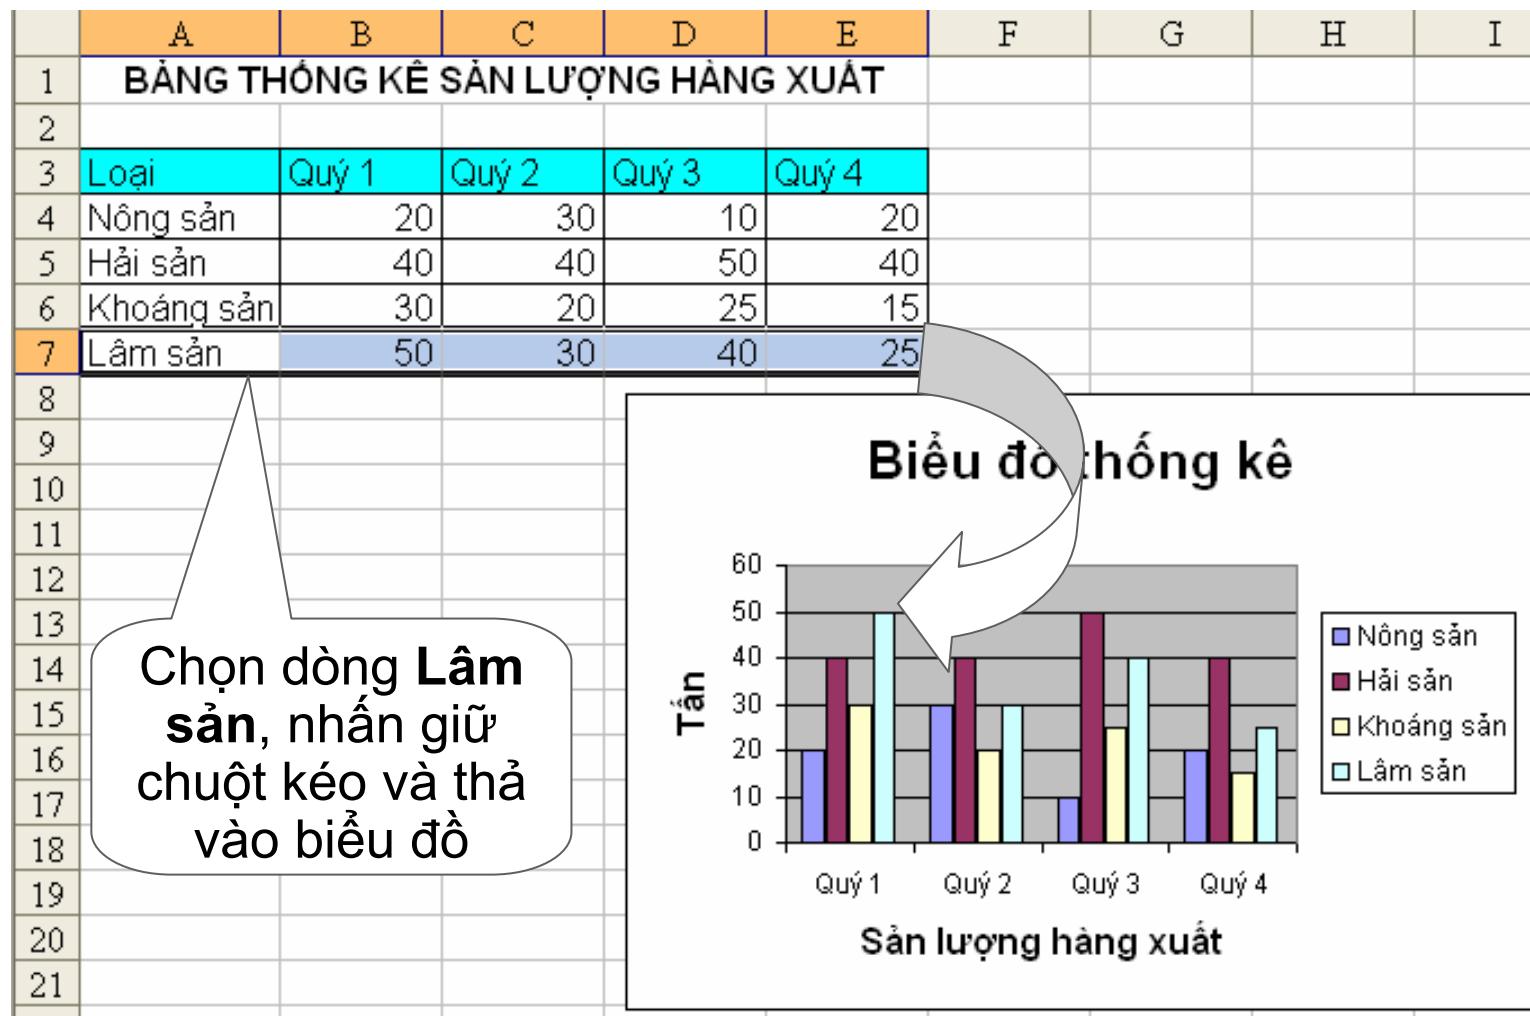 A B C D E F G H I
1 BẢNG THỐNG KÊ SẢN LƯỢNG HÀNG XUẤT
2
3 Loại Quý 1 Quý 2 Quý 3 Quý 4
4 Nông sản 20 30 10 20
5 Hải sản 40 40 50 40
6 Khoáng sản 30 20 25 15
7 Lâm sản 50 30 40 25
8
9
10
11
12
13
14
15
16
17
18
19
20
21
Chọn dòng Lâm
sản, nhấn giữ
chuột kéo và thả
vào biểu đồ
Biểu đồ thống kê
Tấn
60
50
40
30
20
10
0
Quý 1 Quý 2 Quý 3 Quý 4
Sản lượng hàng xuất
Nông sản
Hải sản
Khoáng sản
Lâm sản